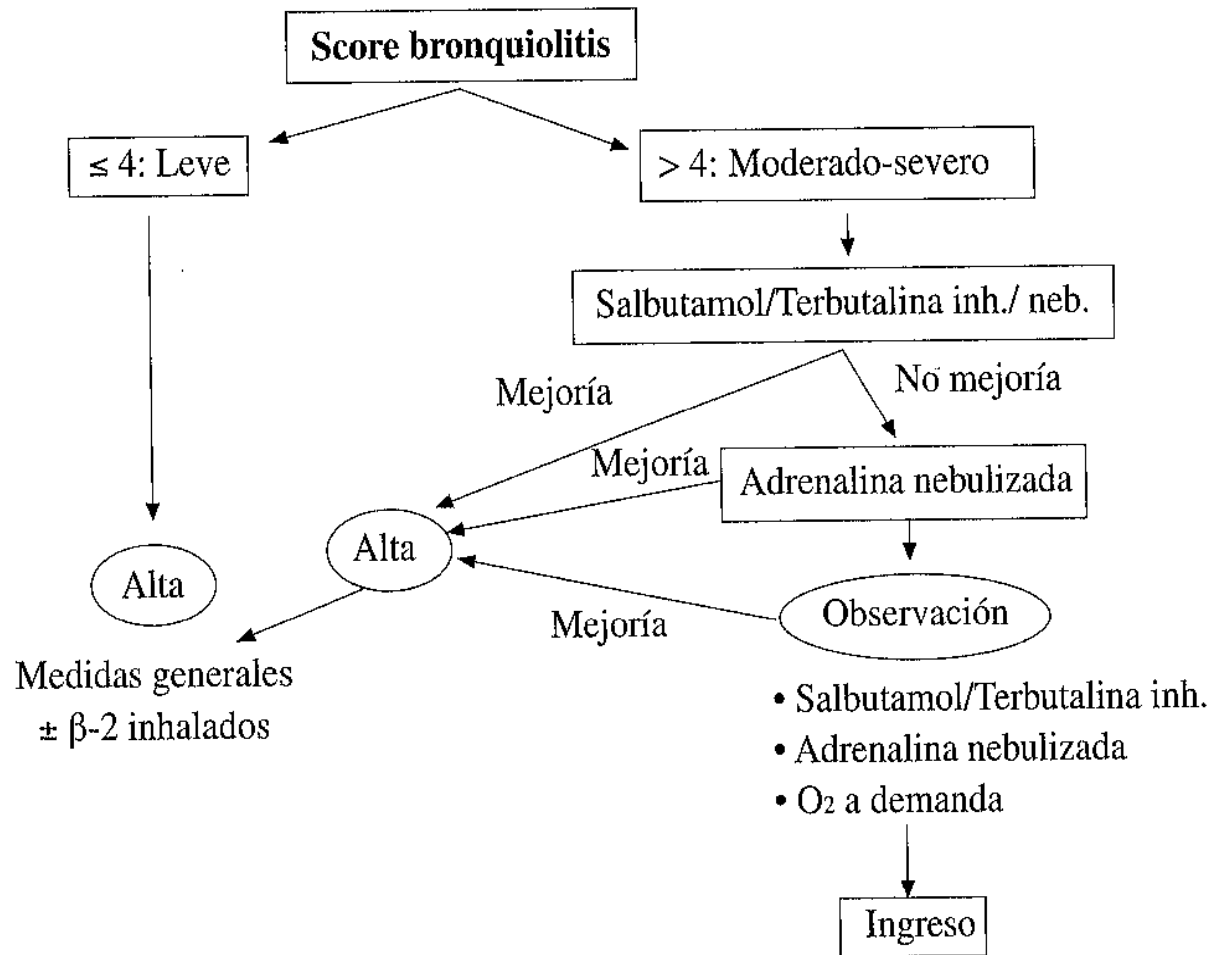 Score bronquiolitis
≤ 4: Leve
> 4: Moderado-severo
Salbutamol/Terbutalina inh./ neb.
Mejoría
No mejoría
Mejoría
Adrenalina nebulizada
Alta
Alta
Mejoría
Observación
Medidas generales
± β-2 inhalados
• Salbutamol/Terbutalina inh.
• Adrenalina nebulizada
• O₂ a demanda
Ingreso